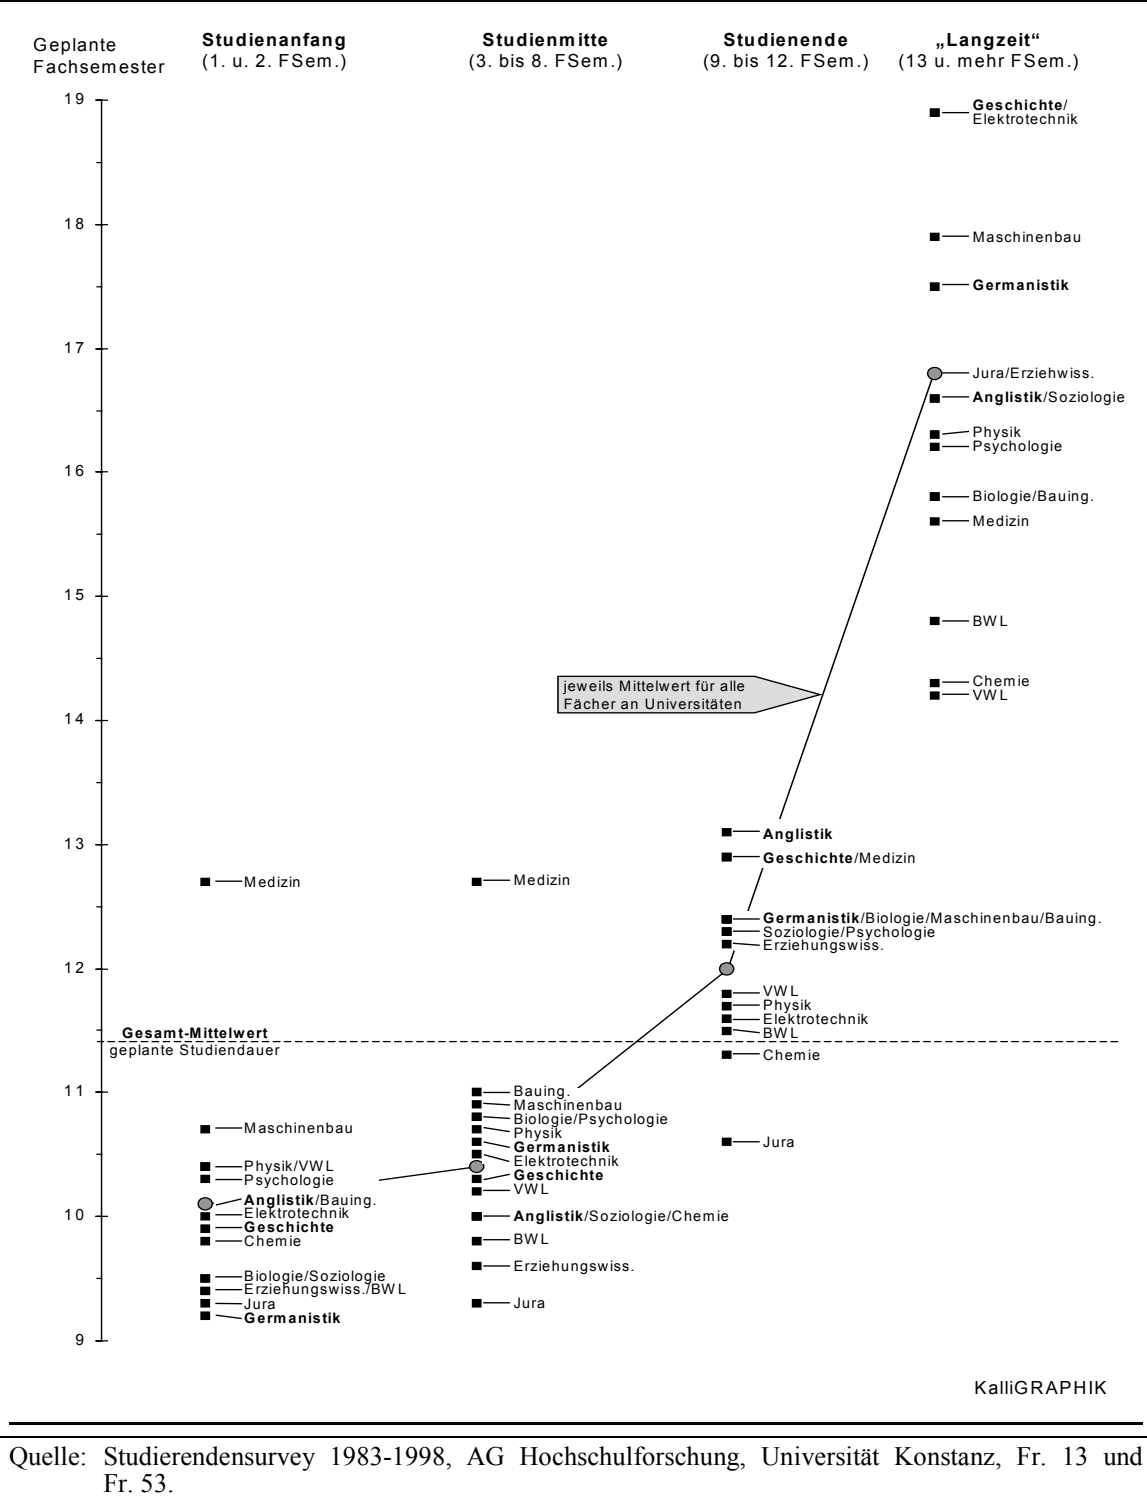 Geplante
Fachsemester
Studienanfang
(1. u. 2. FSem.)
Studienmitte
(3. bis 8. FSem.)
Studienende
(9. bis 12. FSem.)
„Langzeit“
(13 u. mehr FSem.)
19
18
17
16
15
14
13
12
11
10
9
Gesamt-Mittelwert
geplante Studiendauer
Medizin
Maschinenbau
Physik/VWL
Psychologie
Anglistik/Bauing.
Elektrotechnik
Geschichte
Chemie
Biologie/Soziologie
Erziehungswiss./BWL
Jura
Germanistik
Medizin
Bauing.
Maschinenbau
Biologie/Psychologie
Physik
Germanistik
Elektrotechnik
Geschichte
VWL
Anglistik/Soziologie/Chemie
BWL
Erziehungswiss.
Jura
jeweils Mittelwert für alle
Fächer an Universitäten
Anglistik
Geschichte/Medizin
Germanistik/Biologie/Maschinenbau/Bauing.
Soziologie/Psychologie
Erziehungswiss.
VWL
Physik
Elektrotechnik
BWL
Chemie
Jura
Geschichte/
Elektrotechnik
Maschinenbau
Germanistik
Jura/Erziehwiss.
Anglistik/Soziologie
Physik
Psychologie
Biologie/Bauing.
Medizin
BWL
Chemie
VWL
KalliGRAPHIK
Quelle: Studierendensurvey 1983-1998, AG Hochschulforschung, Universität Konstanz, Fr. 13 und
Fr. 53.